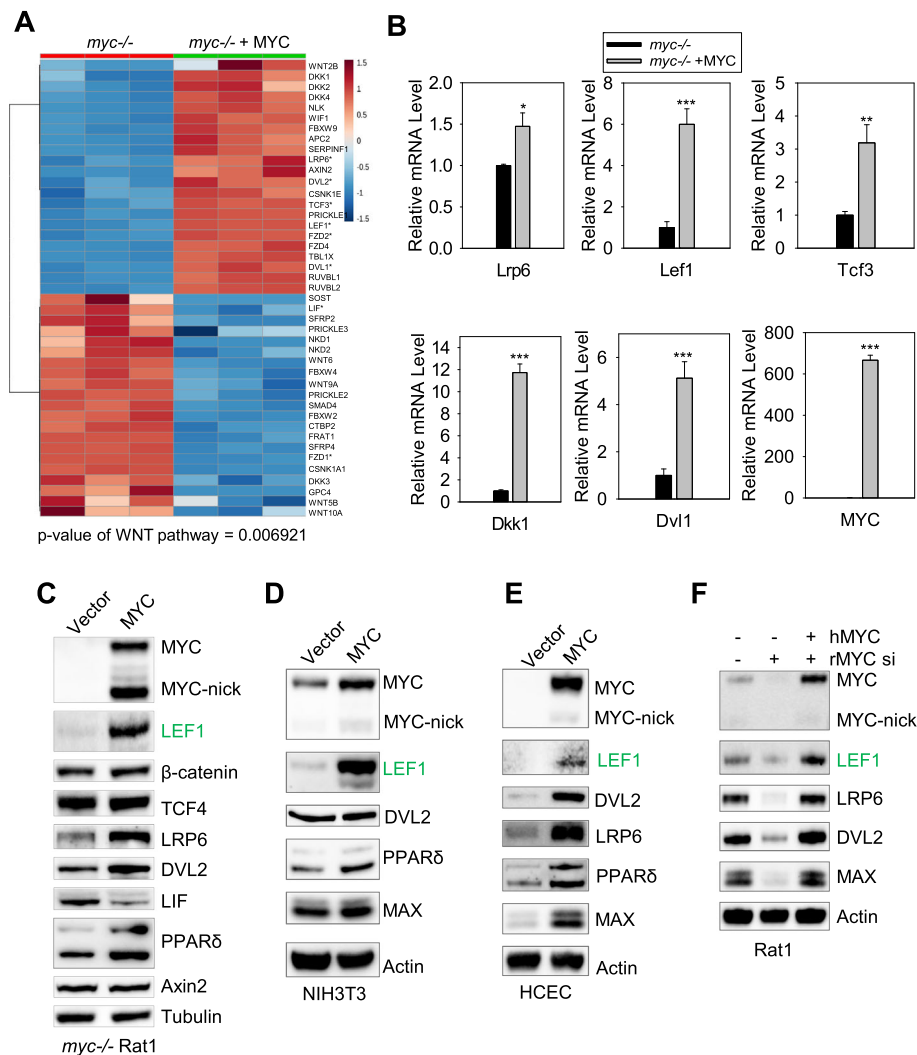 A
myc-/-
myc-/- + MYC
WNT2B
DKK1
DKK2
DKK4
NLK
WIF1
FBXW9
APC2
SERPINF1
LRP6*
AXIN2
DVL2*
CSNK1E
TCF3*
PRICKLE1
LEF1*
FZD2*
FZD4
TBL1X
DVL1*
RUVBL1
RUVBL2
SOST
LIF*
SFRP2
PRICKLE3
NKD1
NKD2
WNT6
FBXW4
WNT9A
PRICKLE2
SMAD4
FBXW2
CTBP2
FRAT1
SFRP4
FZD1*
CSNK1A1
DKK3
GPC4
WNT5B
WNT10A
1.5
1
0.5
0
-0.5
-1
-1.5
p-value of WNT pathway = 0.006921
B
myc-/-
myc-/- +MYC
Relative mRNA Level
2.0
1.5
1.0
0.5
0.0
*
Lrp6
Relative mRNA Level
8
6
4
2
0
***
Lef1
Relative mRNA Level
5
4
3
2
1
0
**
Tcf3
Relative mRNA Level
14
12
10
8
6
4
2
0
***
Dkk1
Relative mRNA Level
6
4
2
0
***
Dvl1
Relative mRNA Level
800
600
400
200
0
***
MYC
C
Vector
MYC
MYC
MYC-nick
LEF1
β-catenin
TCF4
LRP6
DVL2
LIF
PPARδ
Axin2
Tubulin
myc-/- Rat1
D
Vector
MYC
MYC
MYC-nick
LEF1
DVL2
PPARδ
MAX
Actin
NIH3T3
E
Vector
MYC
MYC
MYC-nick
LEF1
DVL2
LRP6
PPARδ
MAX
Actin
HCEC
F
- - + hMYC
- + + rMYC si
MYC
MYC-nick
LEF1
LRP6
DVL2
MAX
Actin
Rat1